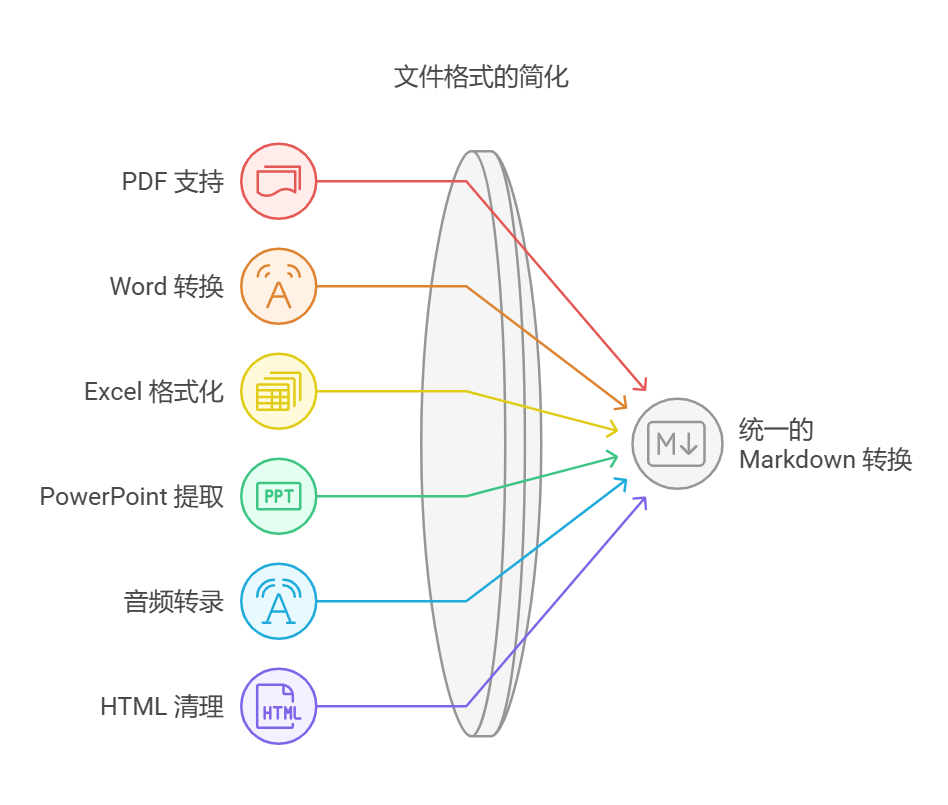 文件格式的简化
PDF 支持
Word 转换
A
Excel 格式化
PowerPoint 提取
PPT
音频转录
A
HTML 清理
HTML
M↓
统一的
Markdown 转换